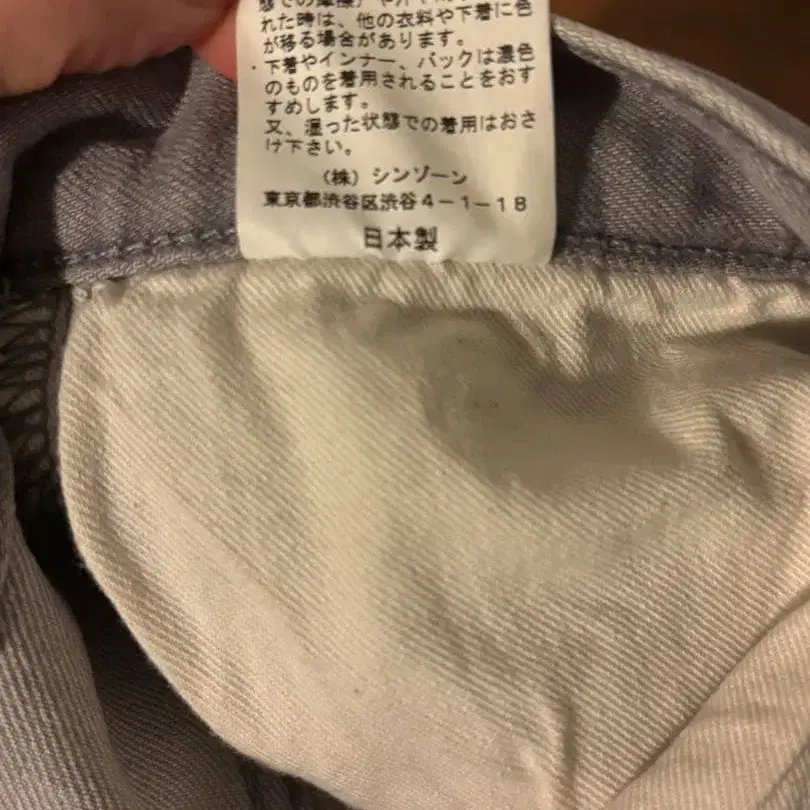 れた時は、他の衣料や下着に色
が移る場合があります。
・下着やインナー、バックは濃色
のものを着用されることをおす
すめします。
又、湿った状態での着用はおさ
け下さい。
(株) シンゾーン
東京都渋谷区渋谷4-1-18
日本製